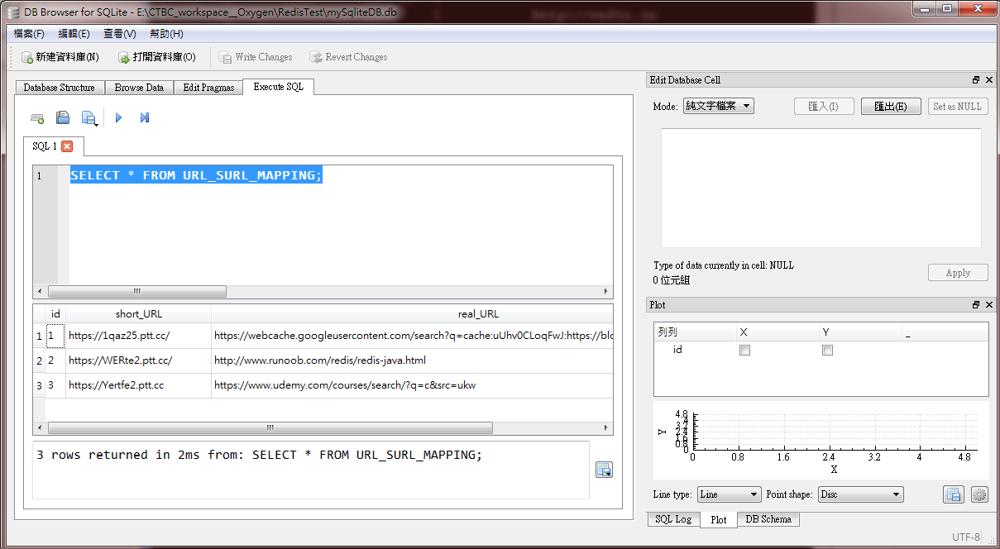 DB Browser for SQLite - E:\CTBC_workspace__Oxygen\RedisTest\mySqliteDB.db
檔案(F) 編輯(E) 查看(V) 幫助(H)
新建資料庫(N) 打開資料庫(O) Write Changes Revert Changes
Database Structure Browse Data Edit Pragmas Execute SQL
SQL 1
1 SELECT * FROM URL_SURL_MAPPING;
id short_URL real_URL
1 1 https://1qaz25.ptt.cc/ https://webcache.googleusercontent.com/search?q=cache:uUhv0CLoqFwJ:https://blo
2 2 https://WERte2.ptt.cc/ http://www.runoob.com/redis/redis-java.html
3 3 https://Yertfe2.ptt.cc https://www.udemy.com/courses/search/?q=c&src=ukw
3 rows returned in 2ms from: SELECT * FROM URL_SURL_MAPPING;
Edit Database Cell
Mode: 純文字檔案 匯入(I) 匯出(E) Set as NULL
Type of data currently in cell: NULL
0 位元組
Apply
Plot
列列 X Y _
id
4.8
4
3.2
2.4
1.6
0.8
0
Y
0 0.8 1.6 2.4 3.2 4 4.8
X
Line type: Line Point shape: Disc
SQL Log Plot DB Schema
UTF-8